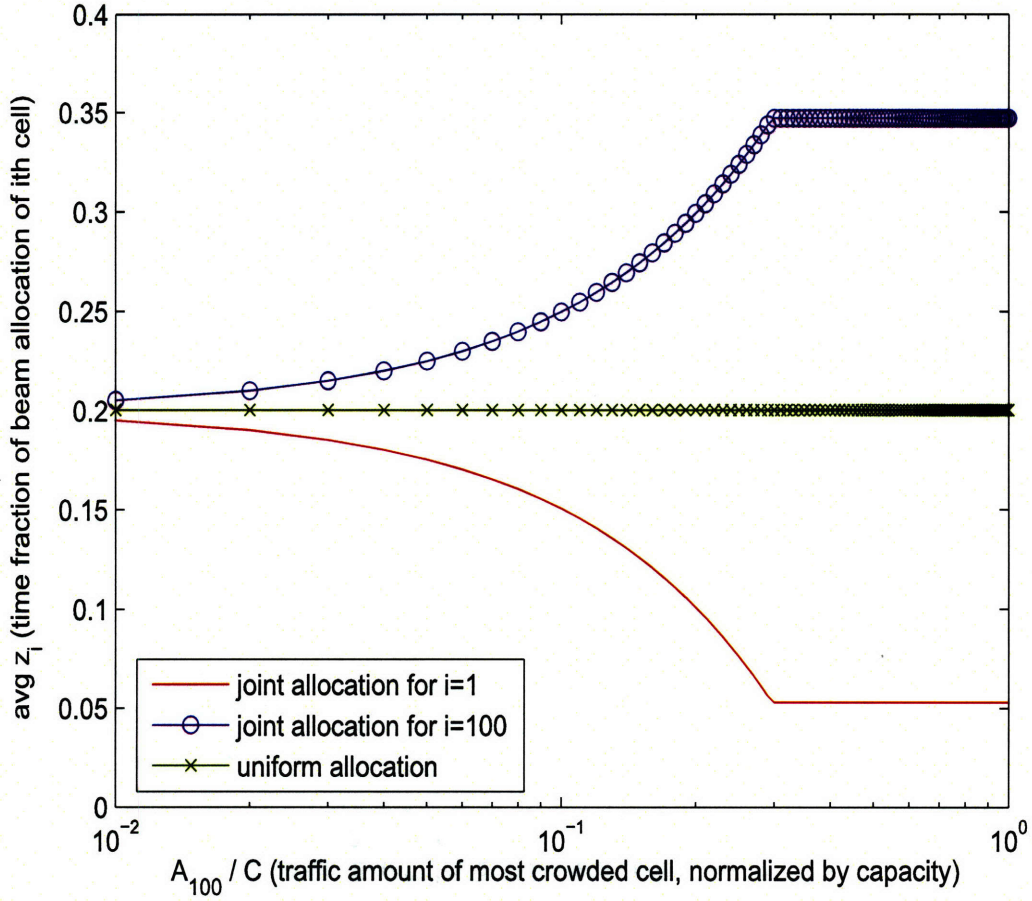 0.4
0.35
0.3
0.25
0.2
0.15
0.1
0.05
0
avg z_i (time fraction of beam allocation of ith cell)
joint allocation for i=1
joint allocation for i=100
uniform allocation
10^-2
10^-1
10^0
A_100 / C (traffic amount of most crowded cell, normalized by capacity)